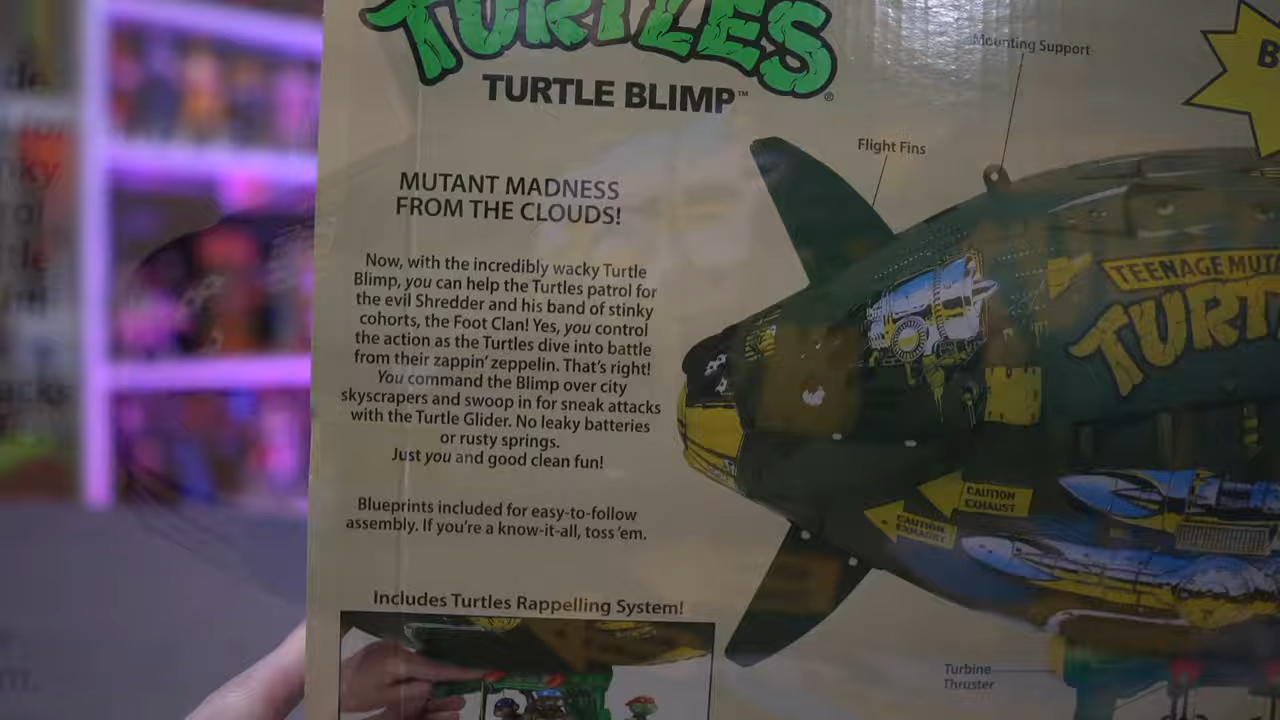 TURTLES
TURTLE BLIMP™
MUTANT MADNESS
FROM THE CLOUDS!
Now, with the incredibly wacky Turtle
Blimp, you can help the Turtles patrol for
the evil Shredder and his band of stinky
cohorts, the Foot Clan! Yes, you control
the action as the Turtles dive into battle
from their zappin' zeppelin. That's right!
You command the Blimp over city
skyscrapers and swoop in for sneak attacks
with the Turtle Glider. No leaky batteries
or rusty springs.
Just you and good clean fun!
Blueprints included for easy-to-follow
assembly. If you're a know-it-all, toss 'em.
Includes Turtles Rappelling System!
Mounting Support
Flight Fins
B
TEENAGE MUTA
TURT
CAUTION
EXHAUST
CAUTION
EXHAUST
Turbine
Thruster